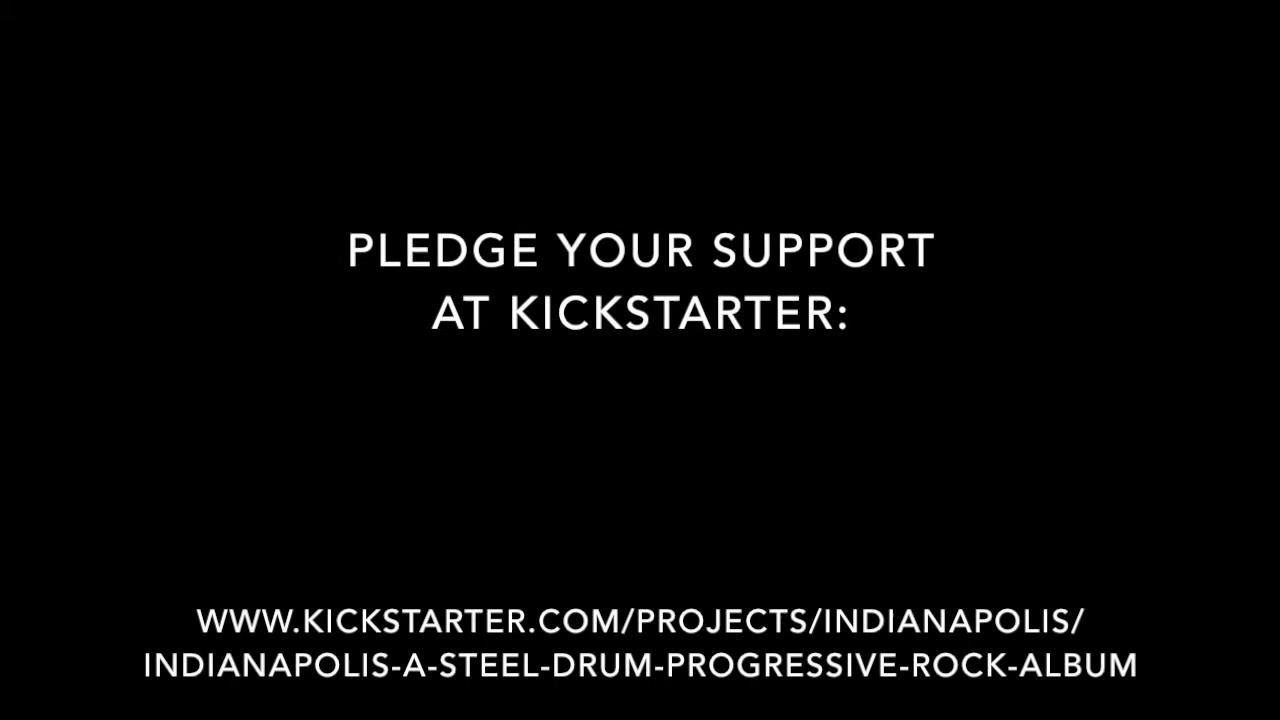 PLEDGE YOUR SUPPORT
AT KICKSTARTER:
WWW.KICKSTARTER.COM/PROJECTS/INDIANAPOLIS/
INDIANAPOLIS-A-STEEL-DRUM-PROGRESSIVE-ROCK-ALBUM